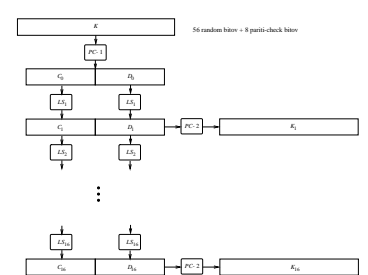 K
56 random bitov + 8 pariti-check bitov
PC- 1
C0 D0
LS1 LS1
C1 D1 PC- 2 K1
LS2 LS2
LS16 LS16
C16 D16 PC- 2 K16